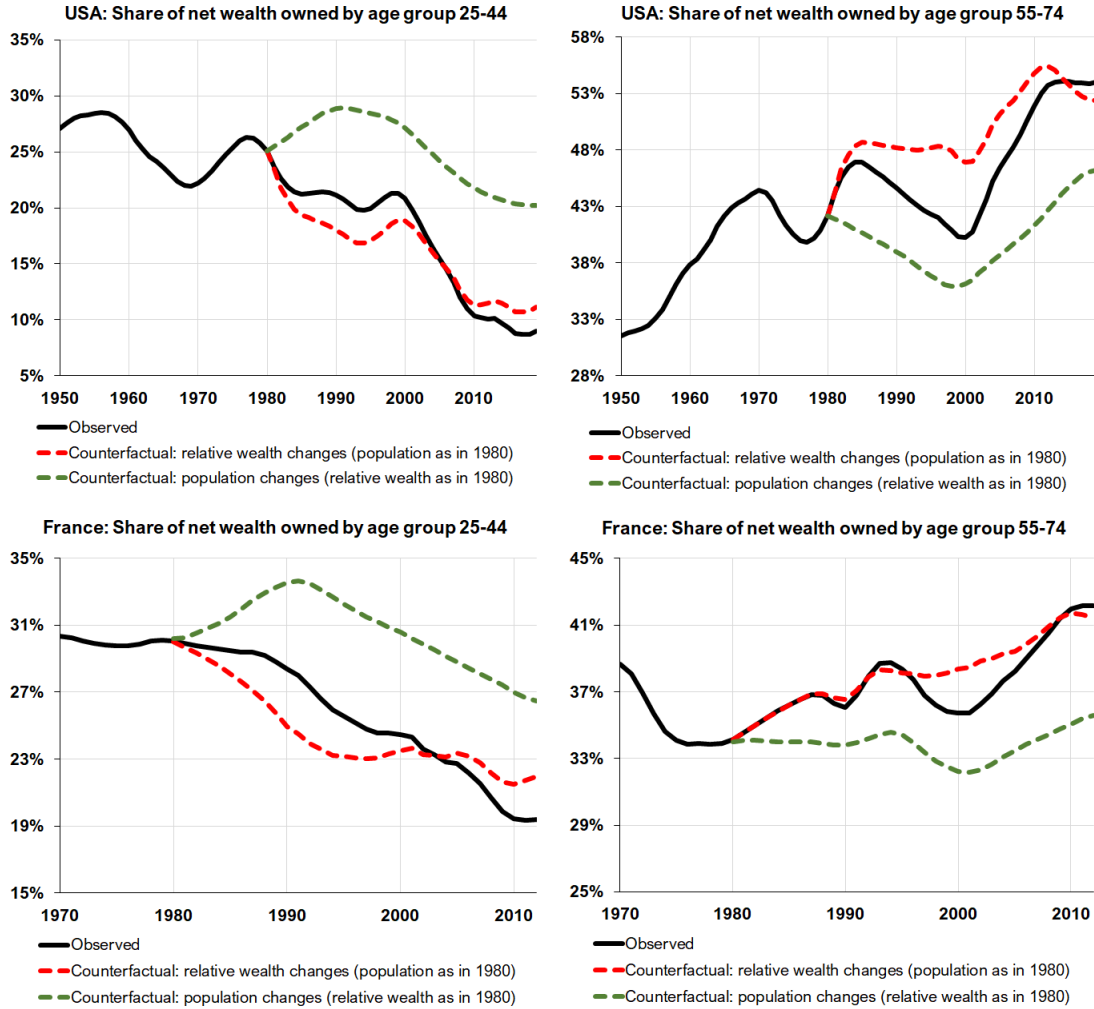 USA: Share of net wealth owned by age group 25-44
35%
30%
25%
20%
15%
10%
5%
1950 1960 1970 1980 1990 2000 2010
Observed
Counterfactual: relative wealth changes (population as in 1980)
Counterfactual: population changes (relative wealth as in 1980)
USA: Share of net wealth owned by age group 55-74
58%
53%
48%
43%
38%
33%
28%
1950 1960 1970 1980 1990 2000 2010
Observed
Counterfactual: relative wealth changes (population as in 1980)
Counterfactual: population changes (relative wealth as in 1980)
France: Share of net wealth owned by age group 25-44
35%
31%
27%
23%
19%
15%
1970 1980 1990 2000 2010
Observed
Counterfactual: relative wealth changes (population as in 1980)
Counterfactual: population changes (relative wealth as in 1980)
France: Share of net wealth owned by age group 55-74
45%
41%
37%
33%
29%
25%
1970 1980 1990 2000 2010
Observed
Counterfactual: relative wealth changes (population as in 1980)
Counterfactual: population changes (relative wealth as in 1980)